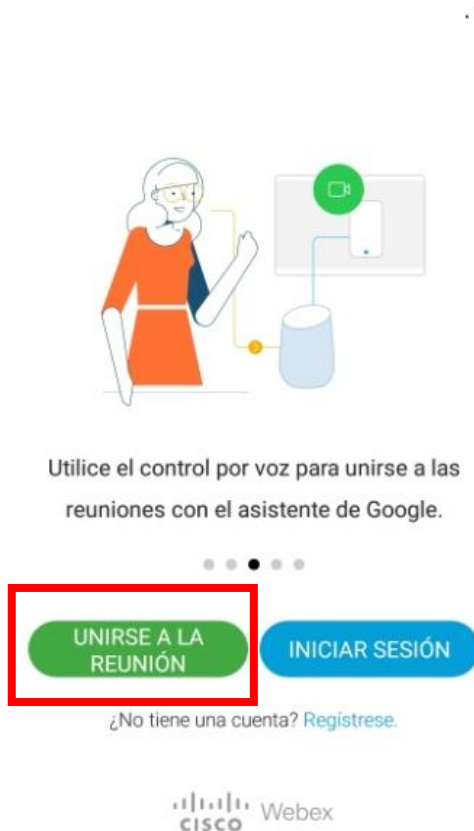 Utilice el control por voz para unirse a las
reuniones con el asistente de Google.
UNIRSE A LA
REUNIÓN
INICIAR SESIÓN
¿No tiene una cuenta? Regístrese.
CISCO Webex